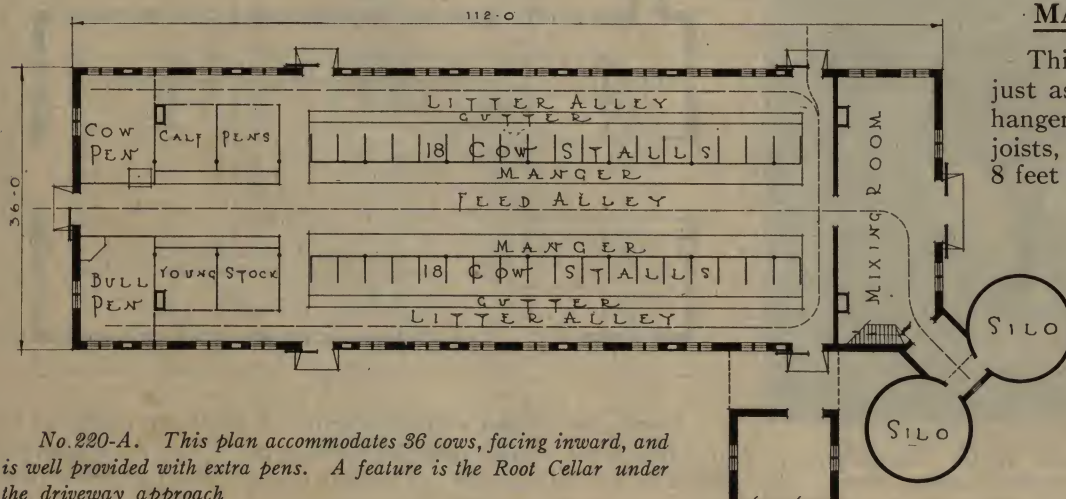 112-0
36-0
LITTER ALLEY
GUTTER
18 COW STALLS
MANGER
FEED ALLEY
MANGER
18 COW STALLS
GUTTER
LITTER ALLEY
COW
PEN
CALF PENS
BULL
PEN
YOUNG STOCK
MIXING ROOM
SILO
SILO
No. 220-A. This plan accommodates 36 cows, facing inward, and
is well provided with extra pens. A feature is the Root Cellar under
the driveway approach
MA
Thi
just as
hanger
joists,
8 feet